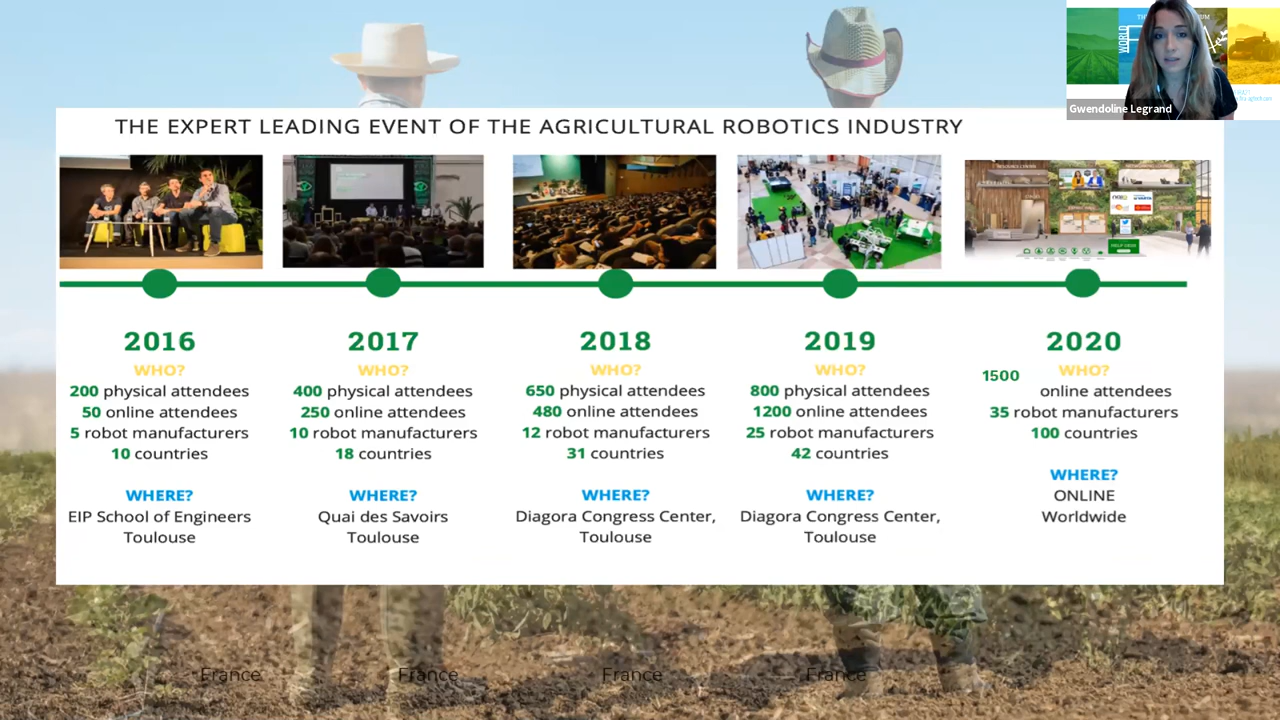 THE EXPERT LEADING EVENT OF THE AGRICULTURAL ROBOTICS INDUSTRY
WORLD
Gwendoline Legrand
2016
WHO?
200 physical attendees
50 online attendees
5 robot manufacturers
10 countries
WHERE?
EIP School of Engineers
Toulouse
2017
WHO?
400 physical attendees
250 online attendees
10 robot manufacturers
18 countries
WHERE?
Quai des Savoirs
Toulouse
2018
WHO?
650 physical attendees
480 online attendees
12 robot manufacturers
31 countries
WHERE?
Diagora Congress Center,
Toulouse
2019
WHO?
800 physical attendees
1200 online attendees
25 robot manufacturers
42 countries
WHERE?
Diagora Congress Center,
Toulouse
HELP DESK
2020
WHO?
1500 online attendees
35 robot manufacturers
100 countries
WHERE?
ONLINE
Worldwide
France
France
France
France